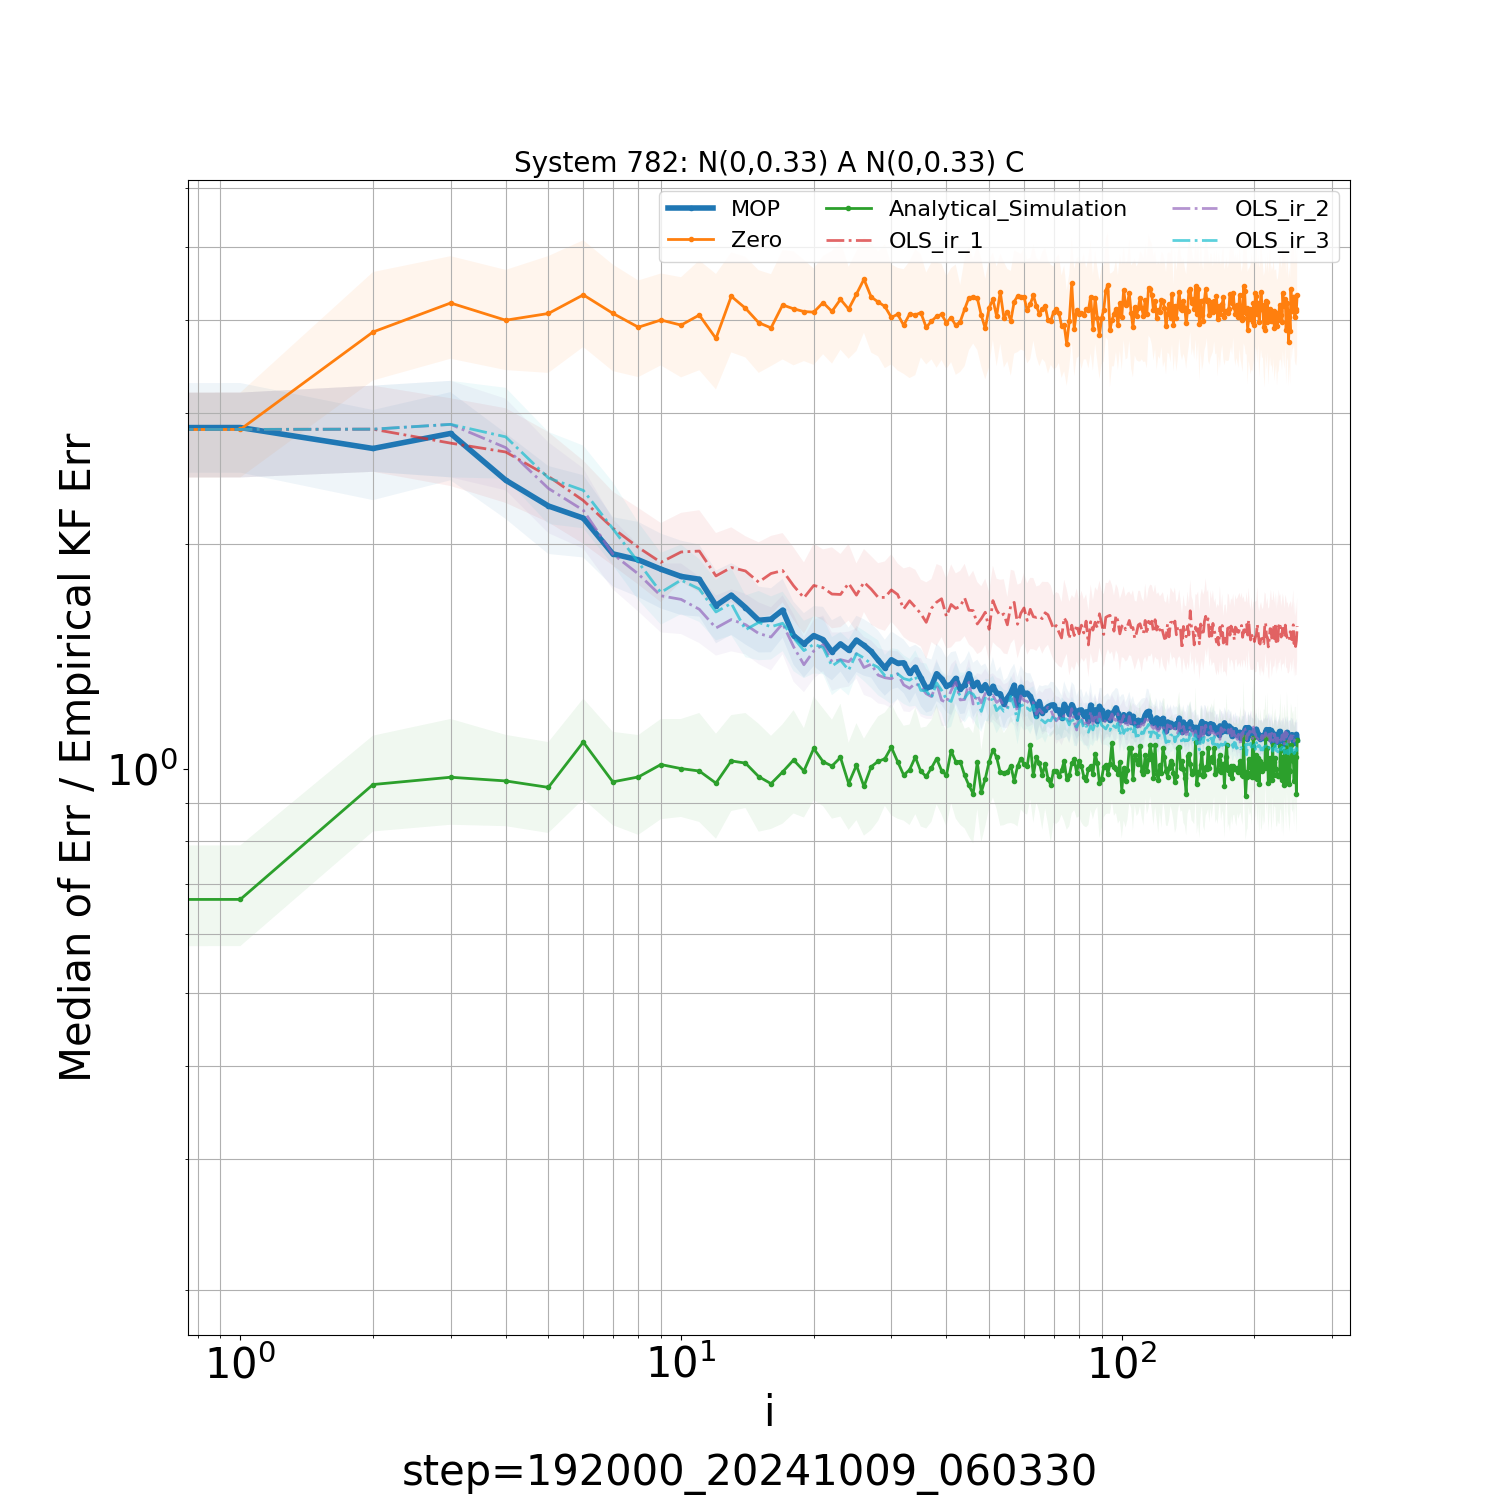 System 782: N(0,0.33) A N(0,0.33) C
MOP
Zero
Analytical_Simulation
OLS_ir_1
OLS_ir_2
OLS_ir_3
Median of Err / Empirical KF Err
10⁰
10⁰ 10¹ 10²
i
step=192000_20241009_060330